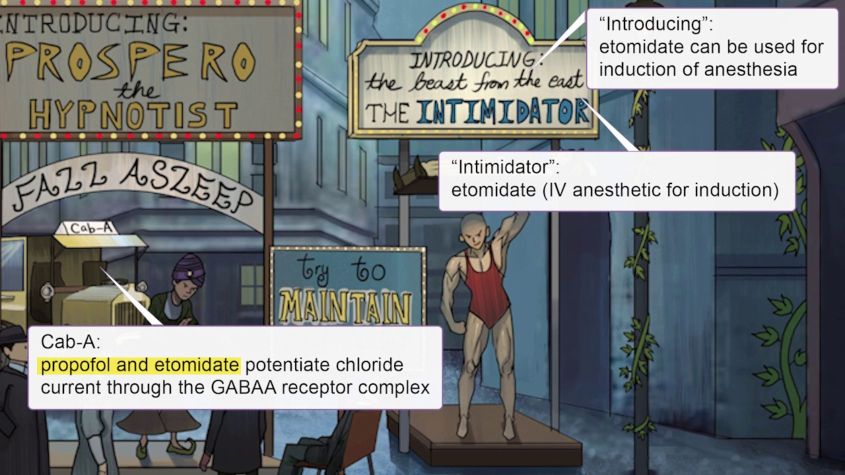 NTRODUCING:
PROSPERO
the
HYPNOTIST
FALL ASZEEP
Cab-A
INTRODUCING:
the beast from the east
THE INTIMIDATOR
try to
MAINTAIN
“Introducing”:
etomidate can be used for
induction of anesthesia
“Intimidator”:
etomidate (IV anesthetic for induction)
Cab-A:
propofol and etomidate potentiate chloride
current through the GABAA receptor complex